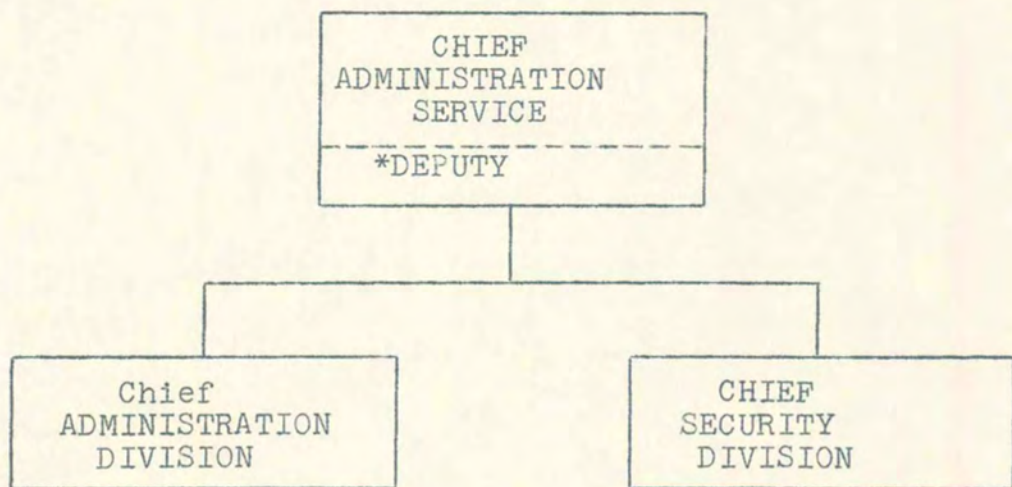 CHIEF
ADMINISTRATION
SERVICE
*DEPUTY
Chief
ADMINISTRATION
DIVISION
CHIEF
SECURITY
DIVISION